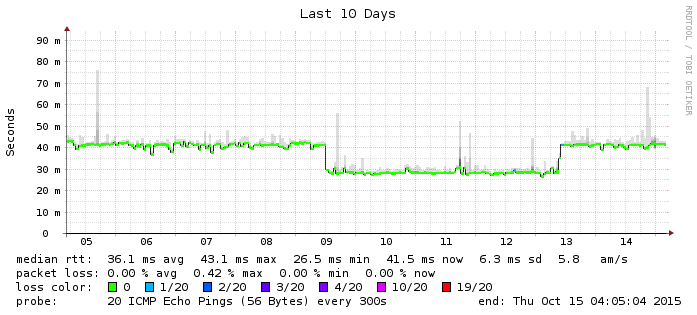 Last 10 Days
RRDTOOL / TOBI OETIKER
Seconds
90 m
80 m
70 m
60 m
50 m
40 m
30 m
20 m
10 m
0
05 06 07 08 09 10 11 12 13 14
median rtt: 36.1 ms avg 43.1 ms max 26.5 ms min 41.5 ms now 6.3 ms sd 5.8 am/s
packet loss: 0.00 % avg 0.42 % max 0.00 % min 0.00 % now
loss color: 0 1/20 2/20 3/20 4/20 10/20 19/20
probe: 20 ICMP Echo Pings (56 Bytes) every 300s end: Thu Oct 15 04:05:04 2015